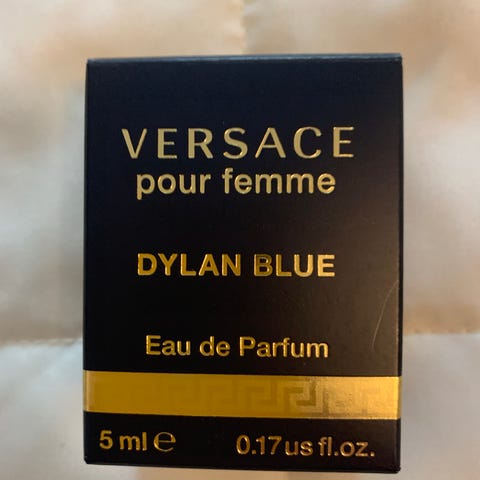 VERSACE
pour femme
DYLAN BLUE
Eau de Parfum
5 ml ℮ 0.17 us fl.oz.